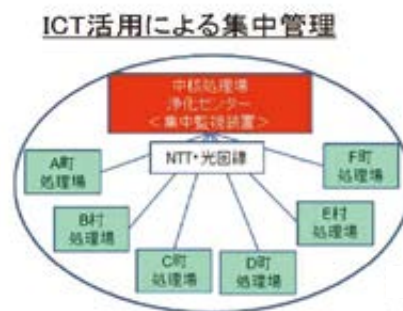 ICT活用による集中管理
中核処理場
浄化センター
＜集中監視装置＞
NTT・光回線
A町
処理場
B村
処理場
C町
処理場
D町
処理場
E村
処理場
F町
処理場